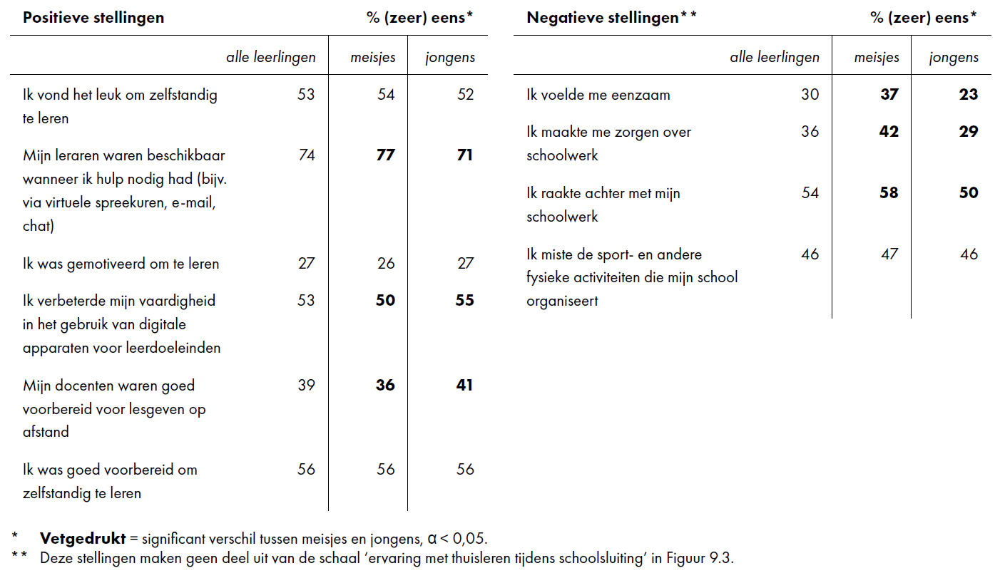 Positieve stellingen % (zeer) eens*
alle leerlingen meisjes jongens
Ik vond het leuk om zelfstandig 53 54 52
te leren
Mijn leraren waren beschikbaar 74 77 71
wanneer ik hulp nodig had (bijv.
via virtuele spreekuren, e-mail,
chat)
Ik was gemotiveerd om te leren 27 26 27
Ik verbeterde mijn vaardigheid 53 50 55
in het gebruik van digitale
apparaten voor leerdoeleinden
Mijn docenten waren goed 39 36 41
voorbereid voor lesgeven op
afstand
Ik was goed voorbereid om 56 56 56
zelfstandig te leren
Negatieve stellingen** % (zeer) eens*
alle leerlingen meisjes jongens
Ik voelde me eenzaam 30 37 23
Ik maakte me zorgen over 36 42 29
schoolwerk
Ik raakte achter met mijn 54 58 50
schoolwerk
Ik miste de sport- en andere 46 47 46
fysieke activiteiten die mijn school
organiseert
* Vetgedrukt = significant verschil tussen meisjes en jongens, α < 0,05.
** Deze stellingen maken geen deel uit van de schaal ‘ervaring met thuisleren tijdens schoolsluiting’ in Figuur 9.3.